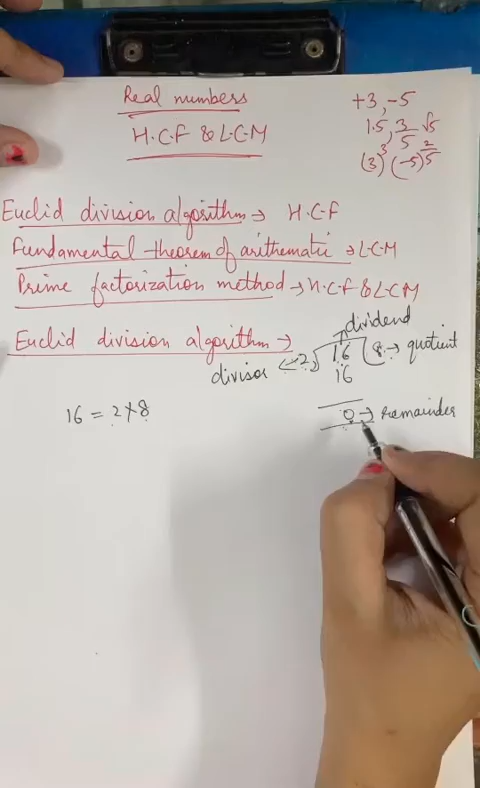 Real numbers
H.C.F & L.C.M
+3, -5
1.5, 3/5 √5
(3)³ (-5)^2/5
Euclid division algorithm → H.C.F
Fundamental theorem of arithematic → L.C.M
Prime factorization method → H.C.F & L.C.M
Euclid division algorithm →
dividend
divisor ← 2) 16 (8 → quotient
16
0 → Remainder
16 = 2 × 8